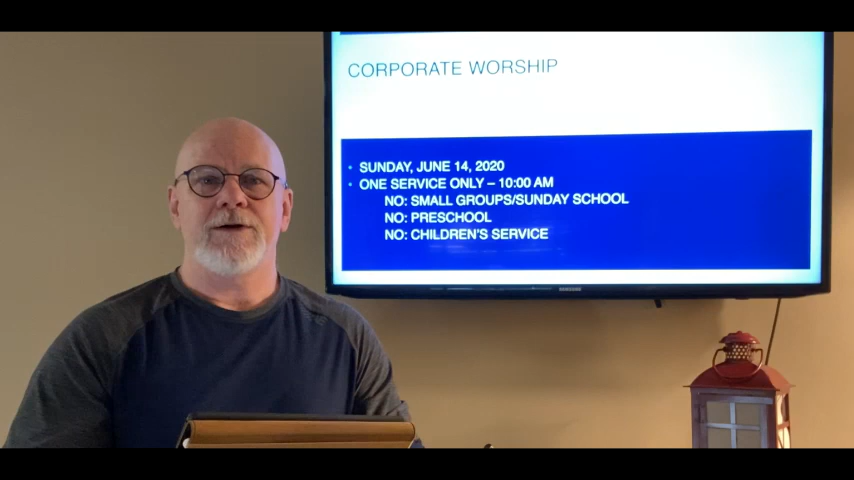 CORPORATE WORSHIP
• SUNDAY, JUNE 14, 2020
• ONE SERVICE ONLY – 10:00 AM
NO: SMALL GROUPS/SUNDAY SCHOOL
NO: PRESCHOOL
NO: CHILDREN'S SERVICE